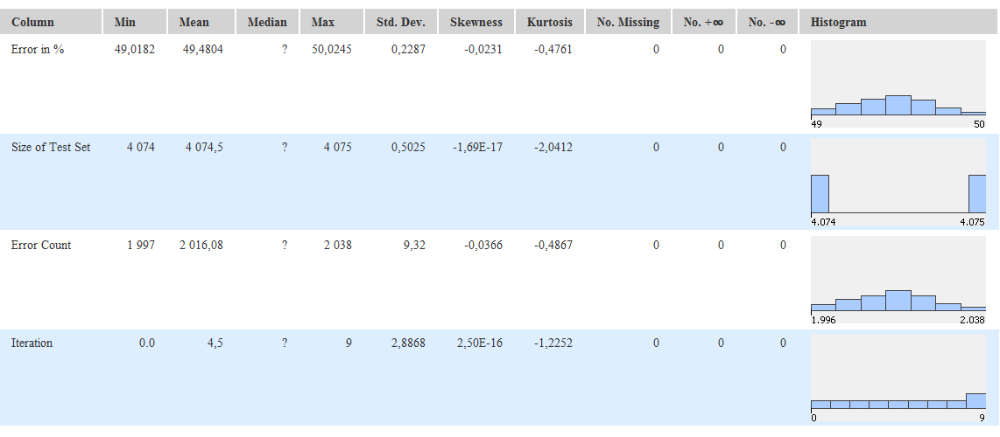 Column Min Mean Median Max Std. Dev. Skewness Kurtosis No. Missing No. +∞ No. -∞ Histogram
Error in % 49,0182 49,4804 ? 50,0245 0,2287 -0,0231 -0,4761 0 0 0
49 50
Size of Test Set 4 074 4 074,5 ? 4 075 0,5025 -1,69E-17 -2,0412 0 0 0
4.074 4.075
Error Count 1 997 2 016,08 ? 2 038 9,32 -0,0366 -0,4867 0 0 0
1.996 2.038
Iteration 0.0 4,5 ? 9 2,8868 2,50E-16 -1,2252 0 0 0
0 9